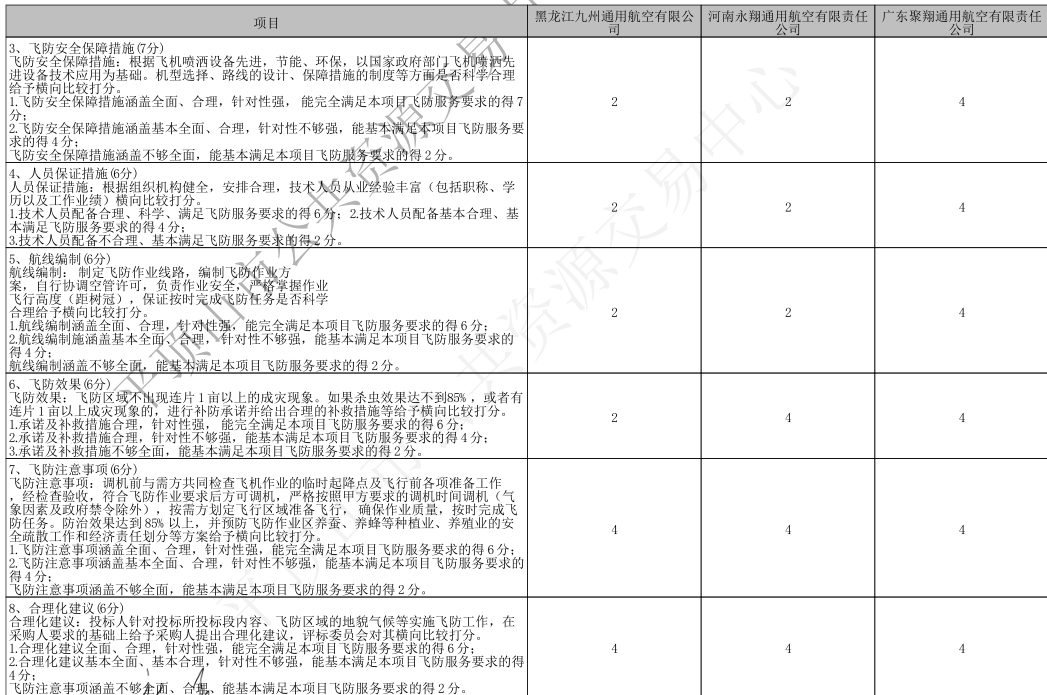 项目
黑龙江九州通用航空有限公
司
河南永翔通用航空有限责任
公司
广东聚翔通用航空有限责任
公司
3、飞防安全保障措施(7分)
飞防安全保障措施：根据飞机喷洒设备先进，节能、环保，以国家政府部门飞机喷洒先
进设备技术应用为基础。机型选择、路线的设计、保障措施的制度等方面是否科学合理
给予横向比较打分。
1.飞防安全保障措施涵盖全面、合理，针对性强， 能完全满足本项目飞防服务要求的得7
分；
2.飞防安全保障措施涵盖基本全面、合理，针对性不够强，能基本满足本项目飞防服务要
求的得4分；
飞防安全保障措施涵盖不够全面，能基本满足本项目飞防服务要求的得2分。
2
2
4
4、人员保证措施(6分)
人员保证措施：根据组织机构健全，安排合理，技术人员从业经验丰富（包括职称、学
历以及工作业绩）横向比较打分。
1.技术人员配备合理、科学、满足飞防服务要求的得6分；2.技术人员配备基本合理、基
本满足飞防服务要求的得4分；
3.技术人员配备不合理、基本满足飞防服务要求的得2分。
2
2
4
5、航线编制(6分)
航线编制： 制定飞防作业线路，编制飞防作业方
案，自行协调空管许可，负责作业安全，严格掌握作业
飞行高度（距树冠），保证按时完成飞防任务是否科学
合理给予横向比较打分。
1.航线编制涵盖全面、合理，针对性强，能完全满足本项目飞防服务要求的得6分；
2.航线编制施涵盖基本全面、合理，针对性不够强，能基本满足本项目飞防服务要求的
得4分；
航线编制涵盖不够全面，能基本满足本项目飞防服务要求的得2分。
2
2
4
6、飞防效果(6分)
飞防效果：飞防区域不出现连片1亩以上的成灾现象。如果杀虫效果达不到85%，或者有
连片1亩以上成灾现象的，进行补防承诺并给出合理的补救措施等给予横向比较打分。
1.承诺及补救措施合理，针对性强， 能完全满足本项目飞防服务要求的得6分；
2.承诺及补救措施合理，针对性不够强，能基本满足本项目飞防服务要求的得4分；
3.承诺及补救措施不够全面，能基本满足本项目飞防服务要求的得2分。
2
4
4
7、飞防注意事项(6分)
飞防注意事项：调机前与需方共同检查飞机作业的临时起降点及飞行前各项准备工作
，经检查验收，符合飞防作业要求后方可调机，严格按照甲方要求的调机时间调机（气
象因素及政府禁令除外），按需方划定飞行区域准备飞行，确保作业质量，按时完成飞
防任务。防治效果达到85%以上，并预防飞防作业区养蚕、养蜂等种植业、养殖业的安
全疏散工作和经济责任划分等方案给予横向比较打分。
1.飞防注意事项涵盖全面、合理，针对性强，能完全满足本项目飞防服务要求的得6分；
2.飞防注意事项涵盖基本全面、合理，针对性不够强，能基本满足本项目飞防服务要求的
得4分；
飞防注意事项涵盖不够全面，能基本满足本项目飞防服务要求的得2分。
4
4
4
8、合理化建议(6分)
合理化建议：投标人针对投标所投标段内容、飞防区域的地貌气候等实施飞防工作，在
采购人要求的基础上给予采购人提出合理化建议，评标委员会对其横向比较打分。
1.合理化建议全面、合理，针对性强，能完全满足本项目飞防服务要求的得6分；
2.合理化建议基本全面、基本合理，针对性不够强，能基本满足本项目飞防服务要求的得
4分；
飞防注意事项涵盖不够全面、合理、能基本满足本项目飞防服务要求的得2分。
4
4
4
平顶山市公共资源交易
平顶山市公共资源交易中心